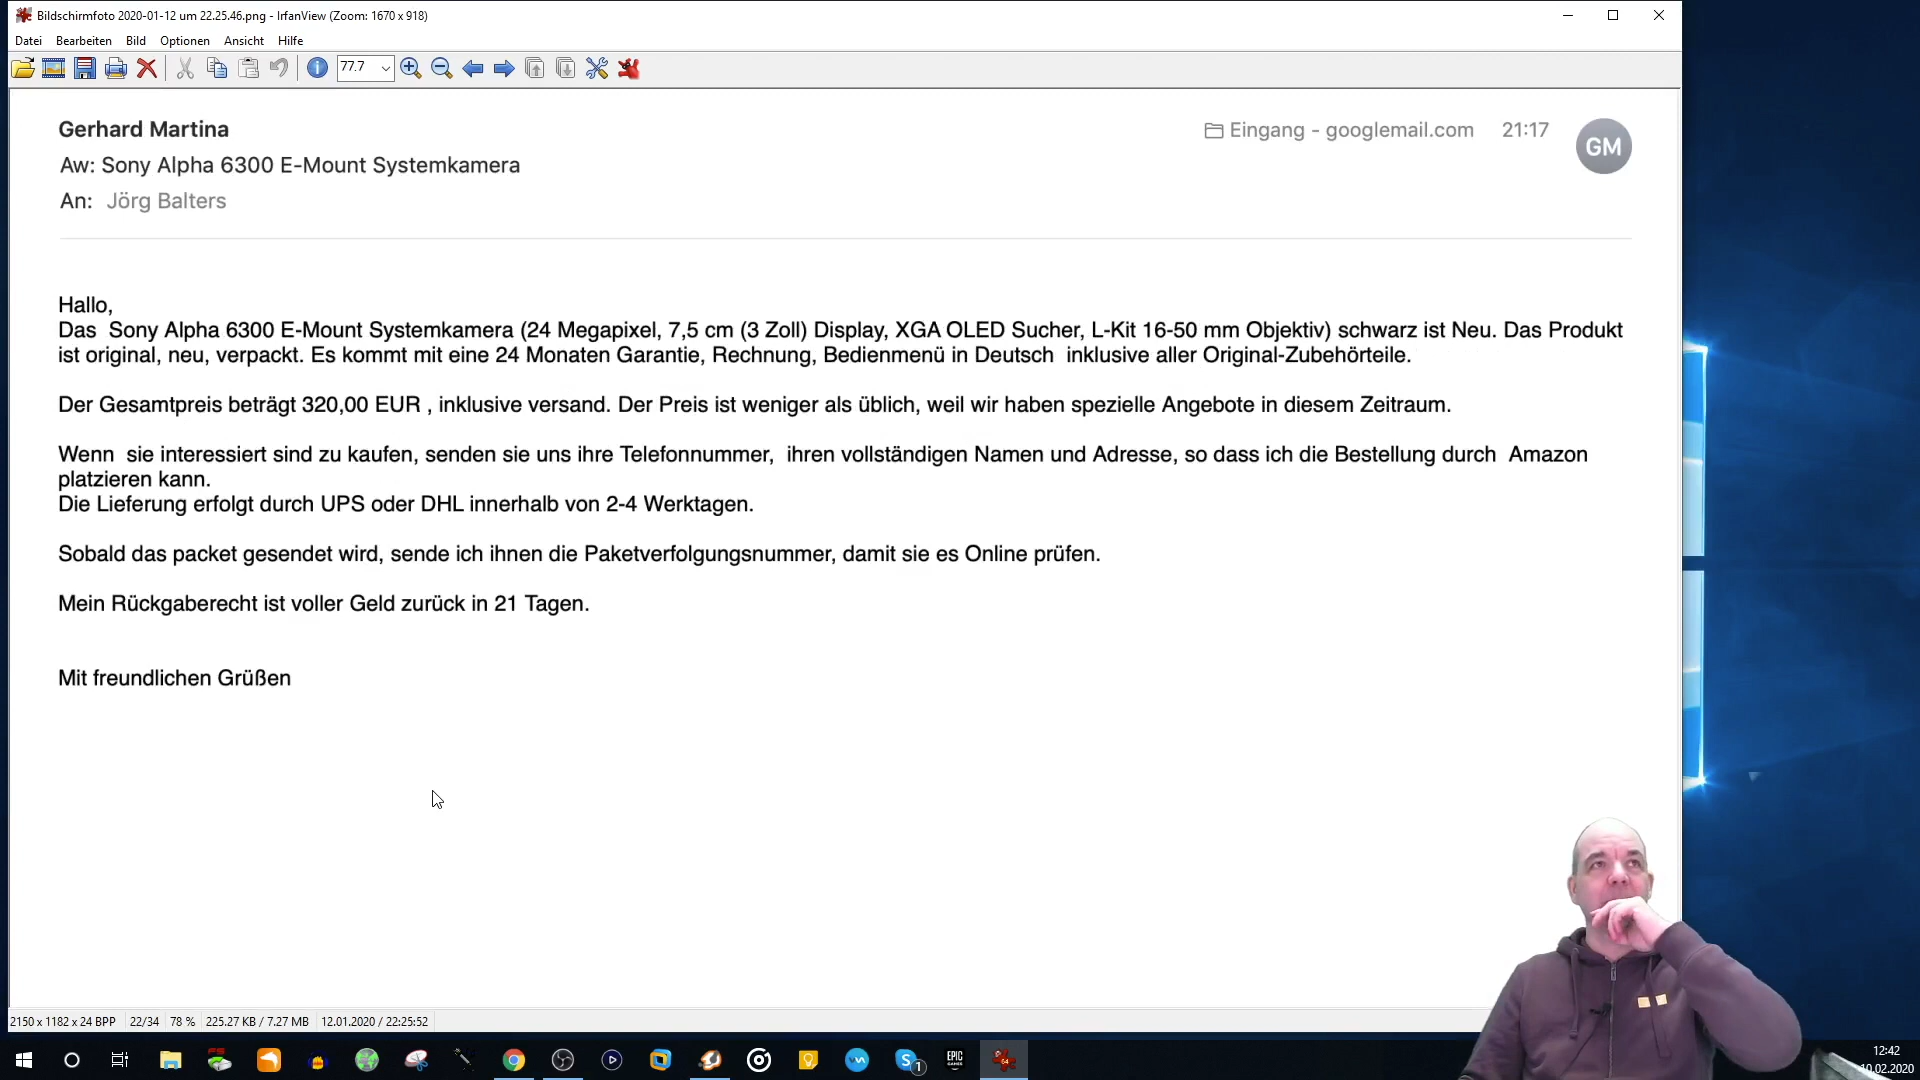 Bildschirmfoto 2020-01-12 um 22.25.46.png - IrfanView (Zoom: 1670 x 918)
Datei Bearbeiten Bild Optionen Ansicht Hilfe
77.7
Gerhard Martina
Eingang - googlemail.com 21:17
GM
Aw: Sony Alpha 6300 E-Mount Systemkamera
An: Jörg Balters
Hallo,
Das Sony Alpha 6300 E-Mount Systemkamera (24 Megapixel, 7,5 cm (3 Zoll) Display, XGA OLED Sucher, L-Kit 16-50 mm Objektiv) schwarz ist Neu. Das Produkt
ist original, neu, verpackt. Es kommt mit eine 24 Monaten Garantie, Rechnung, Bedienmenü in Deutsch inklusive aller Original-Zubehörteile.
Der Gesamtpreis beträgt 320,00 EUR , inklusive versand. Der Preis ist weniger als üblich, weil wir haben spezielle Angebote in diesem Zeitraum.
Wenn sie interessiert sind zu kaufen, senden sie uns ihre Telefonnummer, ihren vollständigen Namen und Adresse, so dass ich die Bestellung durch Amazon
platzieren kann.
Die Lieferung erfolgt durch UPS oder DHL innerhalb von 2-4 Werktagen.
Sobald das packet gesendet wird, sende ich ihnen die Paketverfolgungsnummer, damit sie es Online prüfen.
Mein Rückgaberecht ist voller Geld zurück in 21 Tagen.
Mit freundlichen Grüßen
2150 x 1182 x 24 BPP 22/34 78 % 225.27 KB / 7.27 MB 12.01.2020 / 22:25:52
S 1
EPIC GAMES
12:42
10.02.2020